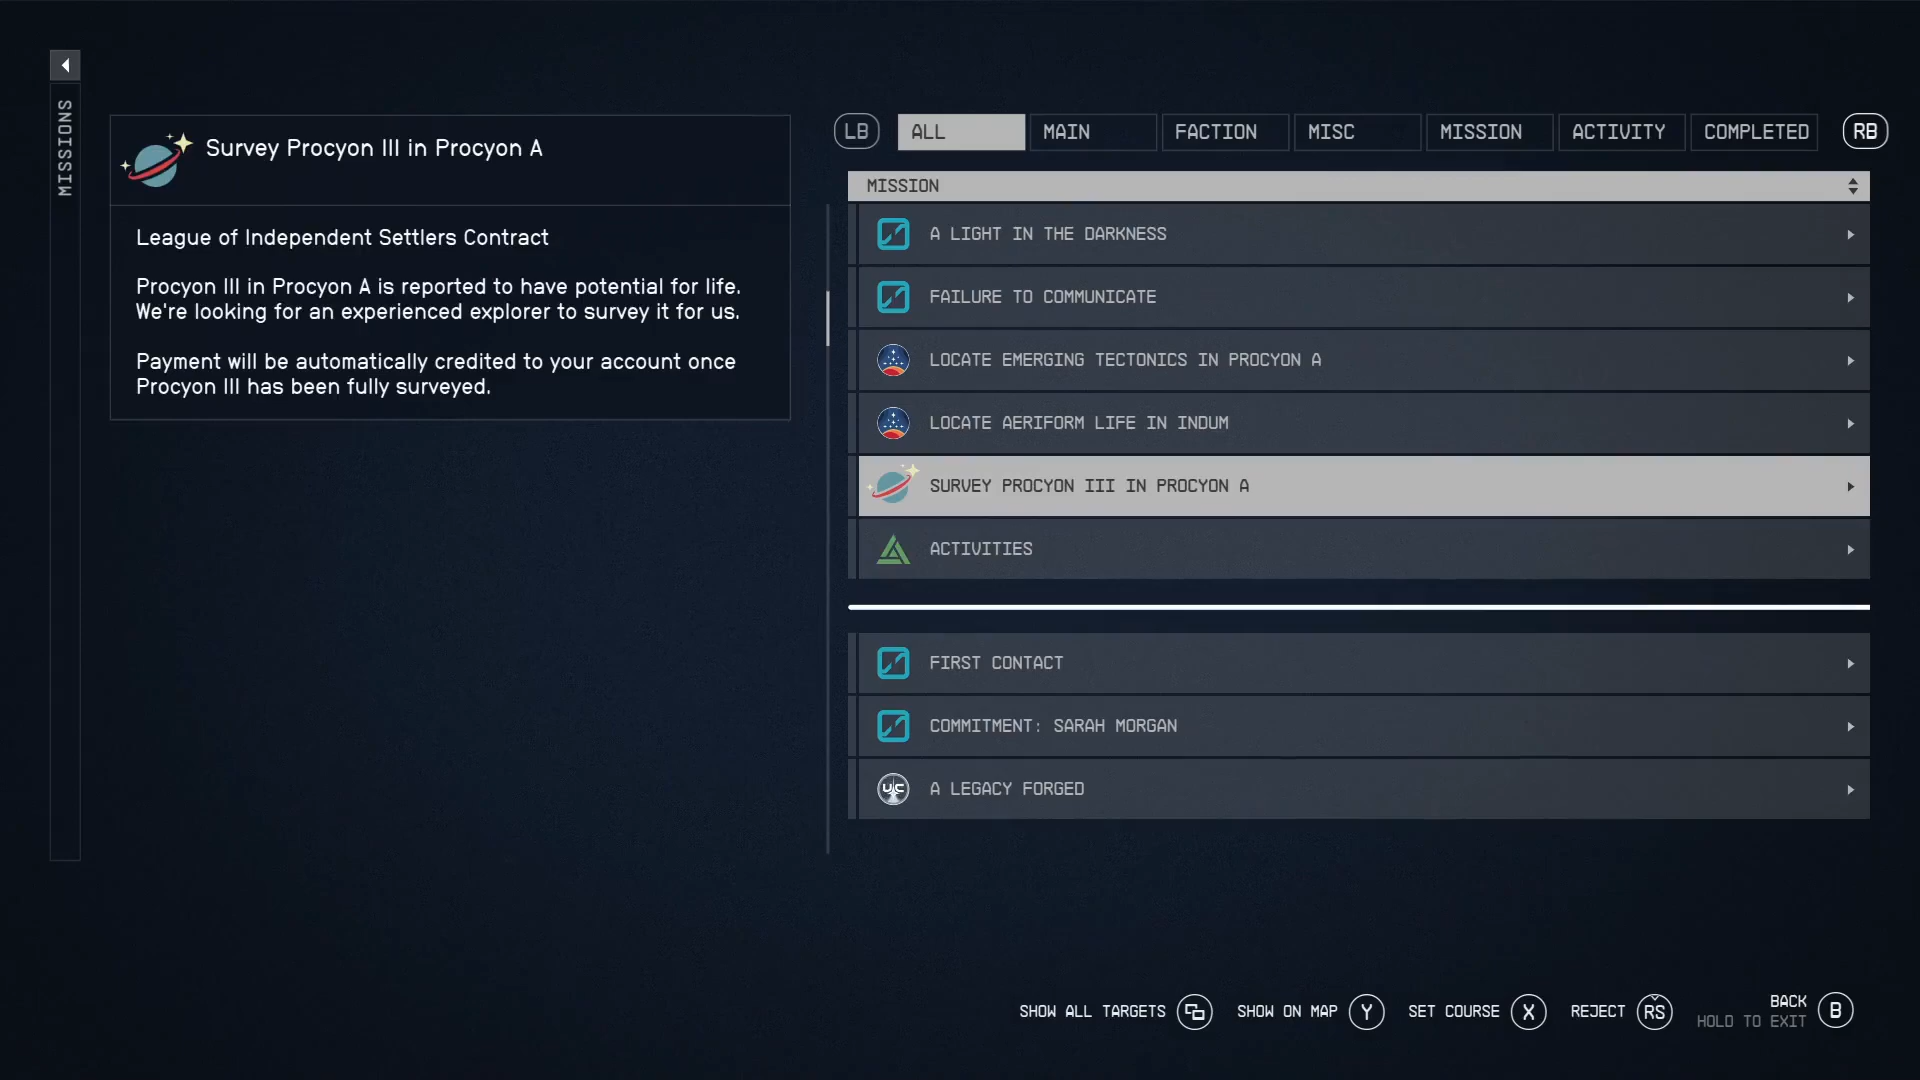 MISSIONS
Survey Procyon III in Procyon A
League of Independent Settlers Contract
Procyon III in Procyon A is reported to have potential for life.
We're looking for an experienced explorer to survey it for us.
Payment will be automatically credited to your account once
Procyon III has been fully surveyed.
LB ALL MAIN FACTION MISC MISSION ACTIVITY COMPLETED RB
MISSION
A LIGHT IN THE DARKNESS
FAILURE TO COMMUNICATE
LOCATE EMERGING TECTONICS IN PROCYON A
LOCATE AERIFORM LIFE IN INDUM
SURVEY PROCYON III IN PROCYON A
ACTIVITIES
FIRST CONTACT
COMMITMENT: SARAH MORGAN
UC
A LEGACY FORGED
SHOW ALL TARGETS SHOW ON MAP Y SET COURSE X REJECT RS BACK B
HOLD TO EXIT